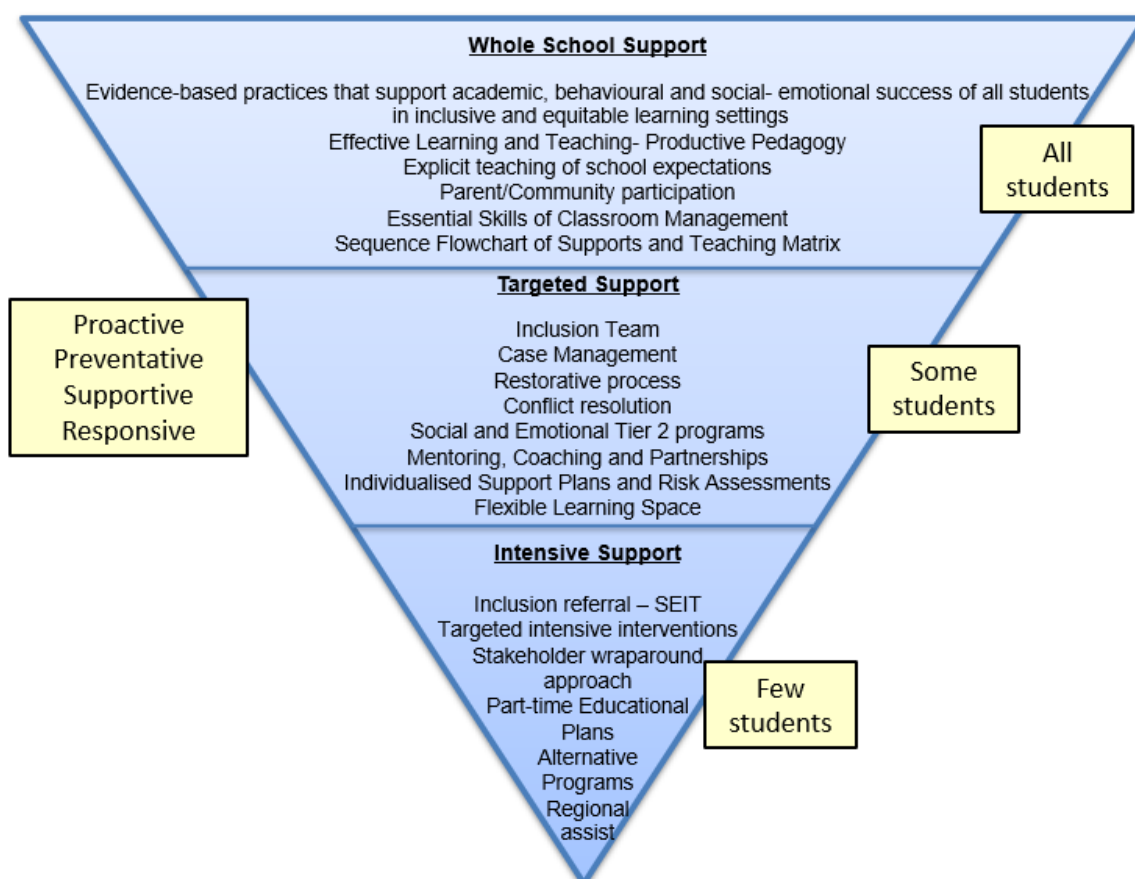 Whole School Support
Evidence-based practices that support academic, behavioural and social- emotional success of all students
in inclusive and equitable learning settings
Effective Learning and Teaching- Productive Pedagogy
Explicit teaching of school expectations
Parent/Community participation
Essential Skills of Classroom Management
Sequence Flowchart of Supports and Teaching Matrix
All
students
Targeted Support
Inclusion Team
Case Management
Restorative process
Conflict resolution
Social and Emotional Tier 2 programs
Mentoring, Coaching and Partnerships
Individualised Support Plans and Risk Assessments
Flexible Learning Space
Proactive
Preventative
Supportive
Responsive
Some
students
Intensive Support
Inclusion referral – SEIT
Targeted intensive interventions
Stakeholder wraparound
approach
Part-time Educational
Plans
Alternative
Programs
Regional
assist
Few
students